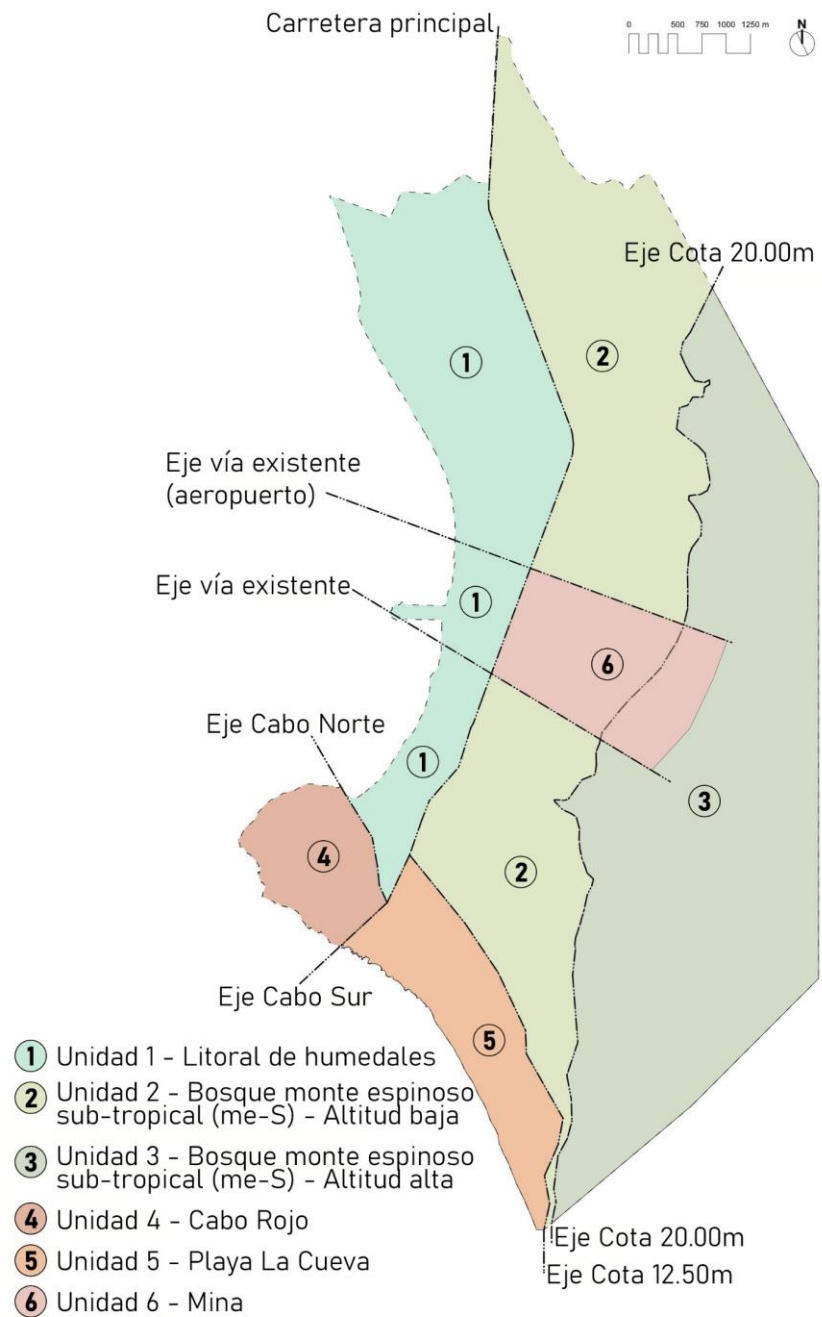 Carretera principal
0 500 750 1000 1250 m
N
Eje Cota 20.00m
1
2
Eje vía existente
(aeropuerto)
Eje vía existente
1
6
Eje Cabo Norte
1
3
4
2
Eje Cabo Sur
5
1 Unidad 1 - Litoral de humedales
2 Unidad 2 - Bosque monte espinoso
sub-tropical (me-S) - Altitud baja
3 Unidad 3 - Bosque monte espinoso
sub-tropical (me-S) - Altitud alta
4 Unidad 4 - Cabo Rojo
5 Unidad 5 - Playa La Cueva
6 Unidad 6 - Mina
Eje Cota 20.00m
Eje Cota 12.50m